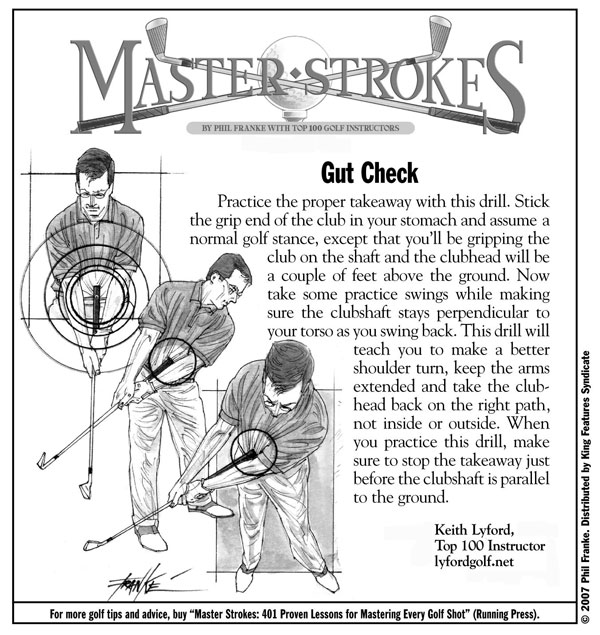 MASTER STROKES
BY PHIL FRANKE WITH TOP 100 GOLF INSTRUCTORS
Gut Check
Practice the proper takeaway with this drill. Stick
the grip end of the club in your stomach and assume a
normal golf stance, except that you'll be gripping the
club on the shaft and the clubhead will be
a couple of feet above the ground. Now
take some practice swings while making
sure the clubshaft stays perpendicular to
your torso as you swing back. This drill will
teach you to make a better
shoulder turn, keep the arms
extended and take the club-
head back on the right path,
not inside or outside. When
you practice this drill, make
sure to stop the takeaway just
before the clubshaft is parallel
to the ground.
Keith Lyford,
Top 100 Instructor
lyfordgolf.net
FRANKE
For more golf tips and advice, buy “Master Strokes: 401 Proven Lessons for Mastering Every Golf Shot” (Running Press).
© 2007 Phil Franke. Distributed by King Features Syndicate